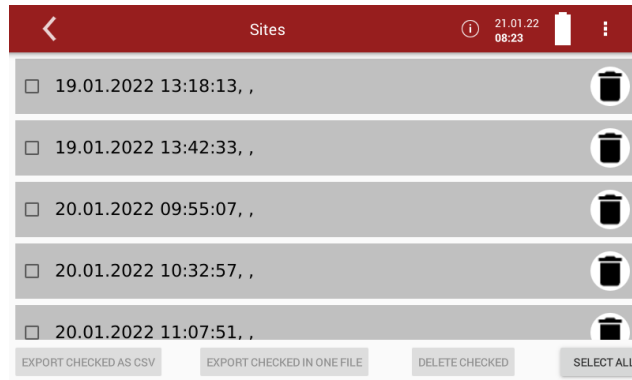 Sites
21.01.22
08:23
19.01.2022 13:18:13, ,
19.01.2022 13:42:33, ,
20.01.2022 09:55:07, ,
20.01.2022 10:32:57, ,
20.01.2022 11:07:51, ,
EXPORT CHECKED AS CSV EXPORT CHECKED IN ONE FILE DELETE CHECKED SELECT ALL